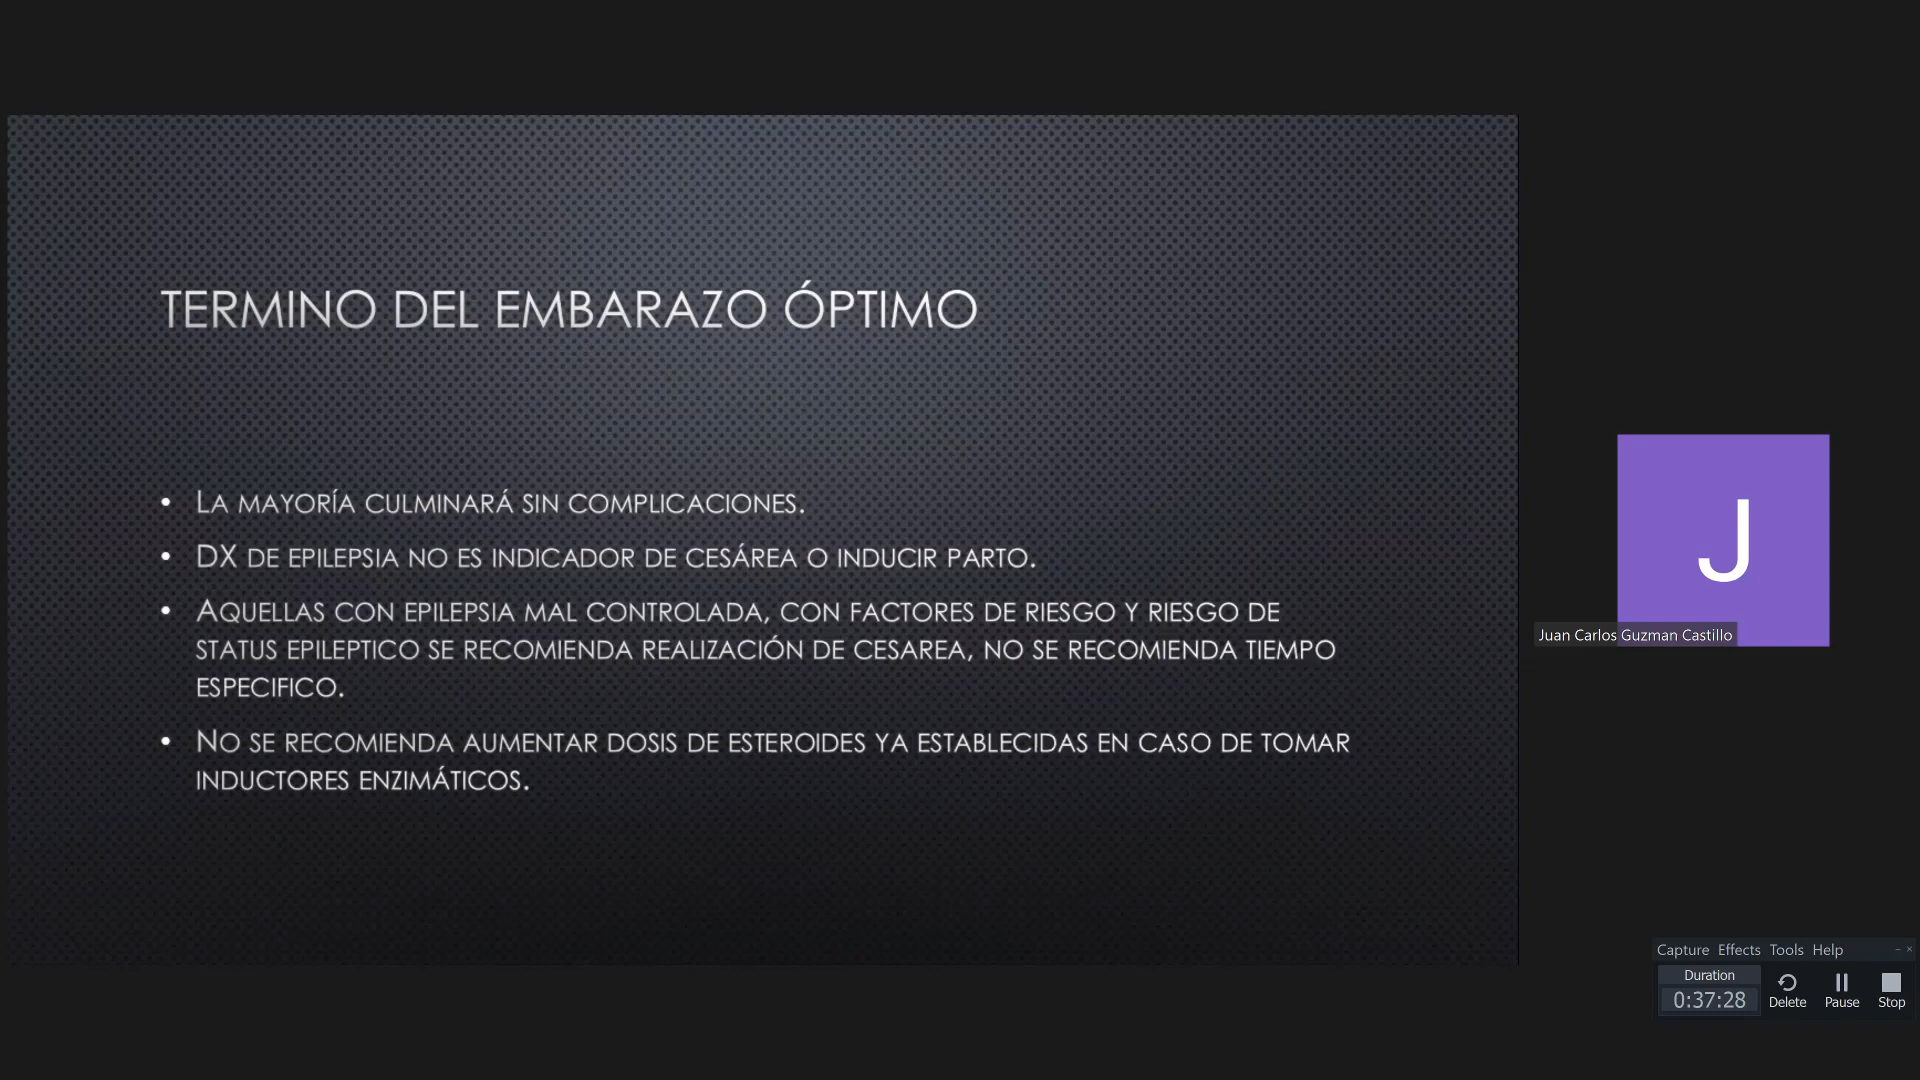 TERMINO DEL EMBARAZO ÓPTIMO
• LA MAYORÍA CULMINARÁ SIN COMPLICACIONES.
• DX DE EPILEPSIA NO ES INDICADOR DE CESÁREA O INDUCIR PARTO.
• AQUELLAS CON EPILEPSIA MAL CONTROLADA, CON FACTORES DE RIESGO Y RIESGO DE
STATUS EPILEPTICO SE RECOMIENDA REALIZACIÓN DE CESAREA, NO SE RECOMIENDA TIEMPO
ESPECIFICO.
• NO SE RECOMIENDA AUMENTAR DOSIS DE ESTEROIDES YA ESTABLECIDAS EN CASO DE TOMAR
INDUCTORES ENZIMÁTICOS.
J
Juan Carlos Guzman Castillo
Capture Effects Tools Help
Duration
0:37:28
Delete Pause Stop